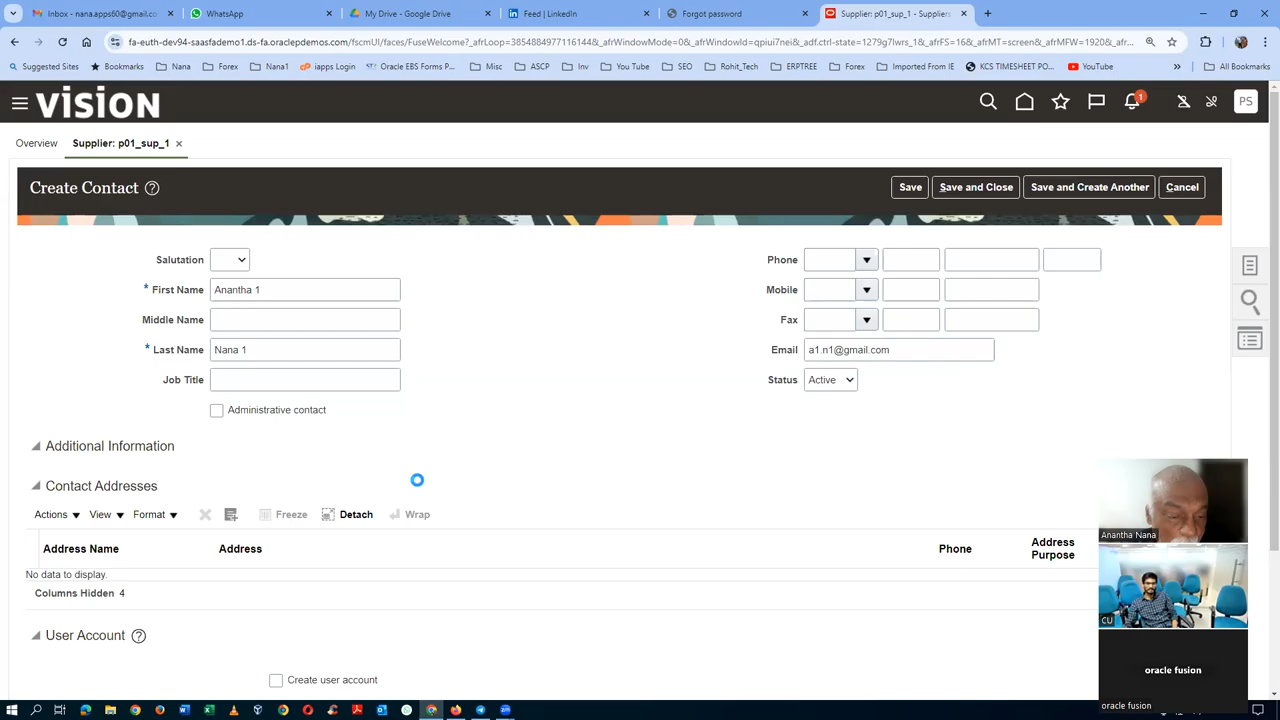 Inbox - nana.apps60@gmail.co
WhatsApp
My Drive - Google Drive
Feed | LinkedIn
Forgot password
Supplier: p01_sup_1 - Suppliers
fa-euth-dev94-saasfademo1.ds-fa.oraclepdemos.com/fscmUI/faces/FuseWelcome?_afrLoop=3854884977116144&_afrWindowMode=0&_afrWindowId=qpiui7nei&_adf.ctrl-state=1279g7lwrs_1&_afrFS=16&_afrMT=screen&_afrMFW=1920&_afrM...
Suggested Sites
Bookmarks
Nana
Forex
Nana1
iapps Login
Oracle EBS Forms P...
Misc
ASCP
Inv
You Tube
SEO
Rohit_Tech
ERPTREE
Forex
Imported From IE
KCS TIMESHEET PO...
YouTube
All Bookmarks
VISION
1
PS
Overview
Supplier: p01_sup_1
Create Contact
Save
Save and Close
Save and Create Another
Cancel
Salutation
Phone
* First Name Anantha 1
Mobile
Middle Name
Fax
* Last Name Nana 1
Email a1.n1@gmail.com
Job Title
Status Active
Administrative contact
Additional Information
Contact Addresses
Actions View Format Freeze Detach Wrap
Address Name Address Phone Address Purpose
No data to display.
Columns Hidden 4
User Account
Create user account
Anantha Nana
CU
oracle fusion
oracle fusion